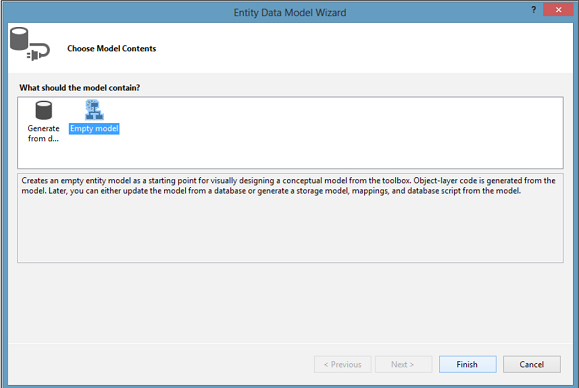 Entity Data Model Wizard
?
Choose Model Contents
What should the model contain?
Generate
from d...
Empty model
Creates an empty entity model as a starting point for visually designing a conceptual model from the toolbox. Object-layer code is generated from the
model. Later, you can either update the model from a database or generate a storage model, mappings, and database script from the model.
< Previous
Next >
Finish
Cancel